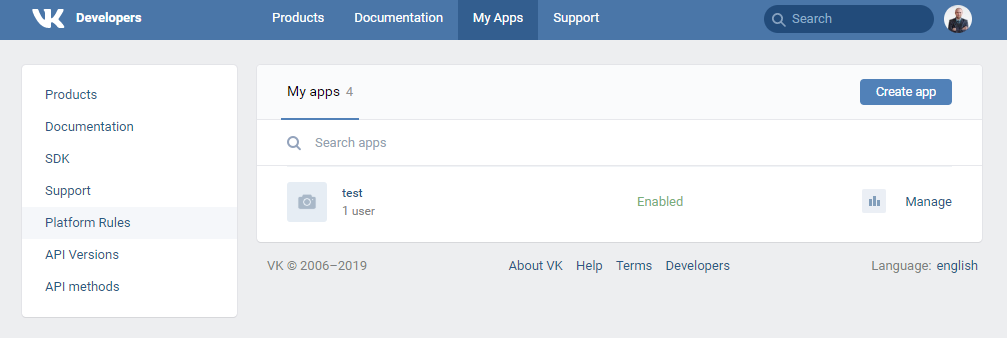 Developers Products Documentation My Apps Support Search
Products
Documentation
SDK
Support
Platform Rules
API Versions
API methods
My apps 4 Create app
Search apps
test
1 user
Enabled Manage
VK © 2006–2019 About VK Help Terms Developers Language: english